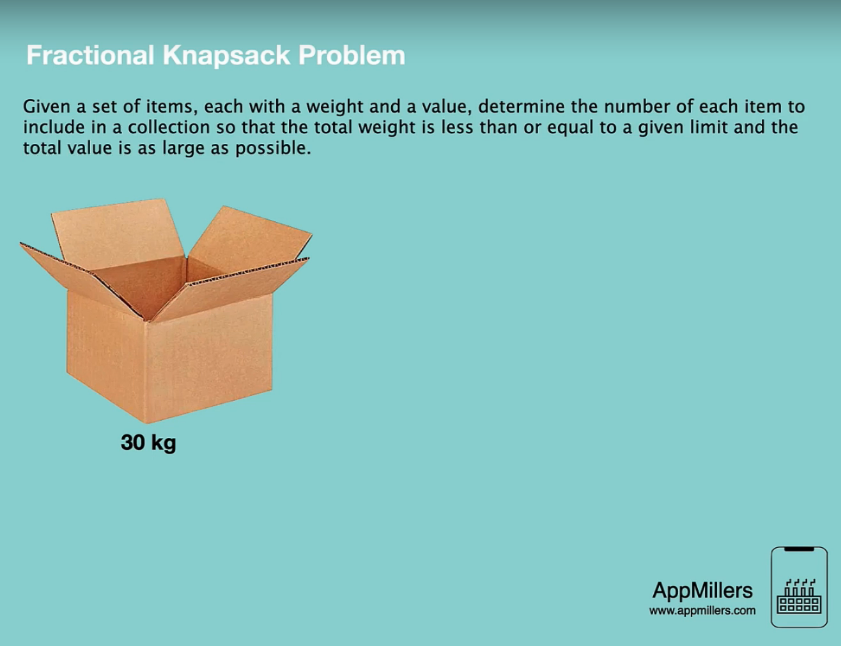 Fractional Knapsack Problem
Given a set of items, each with a weight and a value, determine the number of each item to
include in a collection so that the total weight is less than or equal to a given limit and the
total value is as large as possible.
30 kg
AppMillers
www.appmillers.com